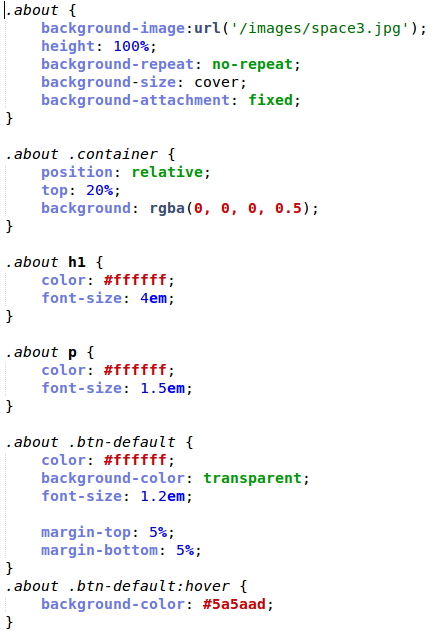 .about {
    background-image:url('/images/space3.jpg');
    height: 100%;
    background-repeat: no-repeat;
    background-size: cover;
    background-attachment: fixed;
}

.about .container {
    position: relative;
    top: 20%;
    background: rgba(0, 0, 0, 0.5);
}

.about h1 {
    color: #ffffff;
    font-size: 4em;
}

.about p {
    color: #ffffff;
    font-size: 1.5em;
}

.about .btn-default {
    color: #ffffff;
    background-color: transparent;
    font-size: 1.2em;

    margin-top: 5%;
    margin-bottom: 5%;
}
.about .btn-default:hover {
    background-color: #5a5aad;
}